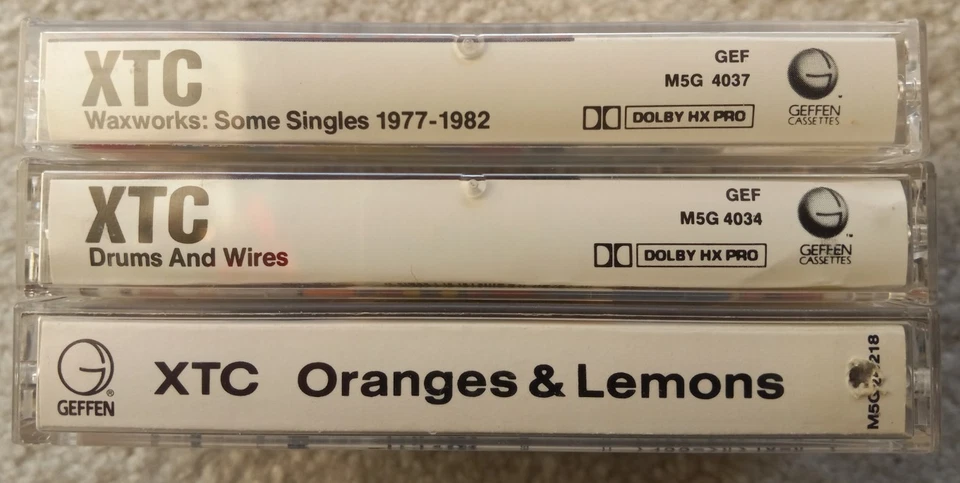 XTC
Waxworks: Some Singles 1977-1982
GEF
M5G 4037
DOLBY HX PRO
GEFFEN
CASSETTES
XTC
Drums And Wires
GEF
M5G 4034
DOLBY HX PRO
GEFFEN
CASSETTES
GEFFEN
XTC Oranges & Lemons